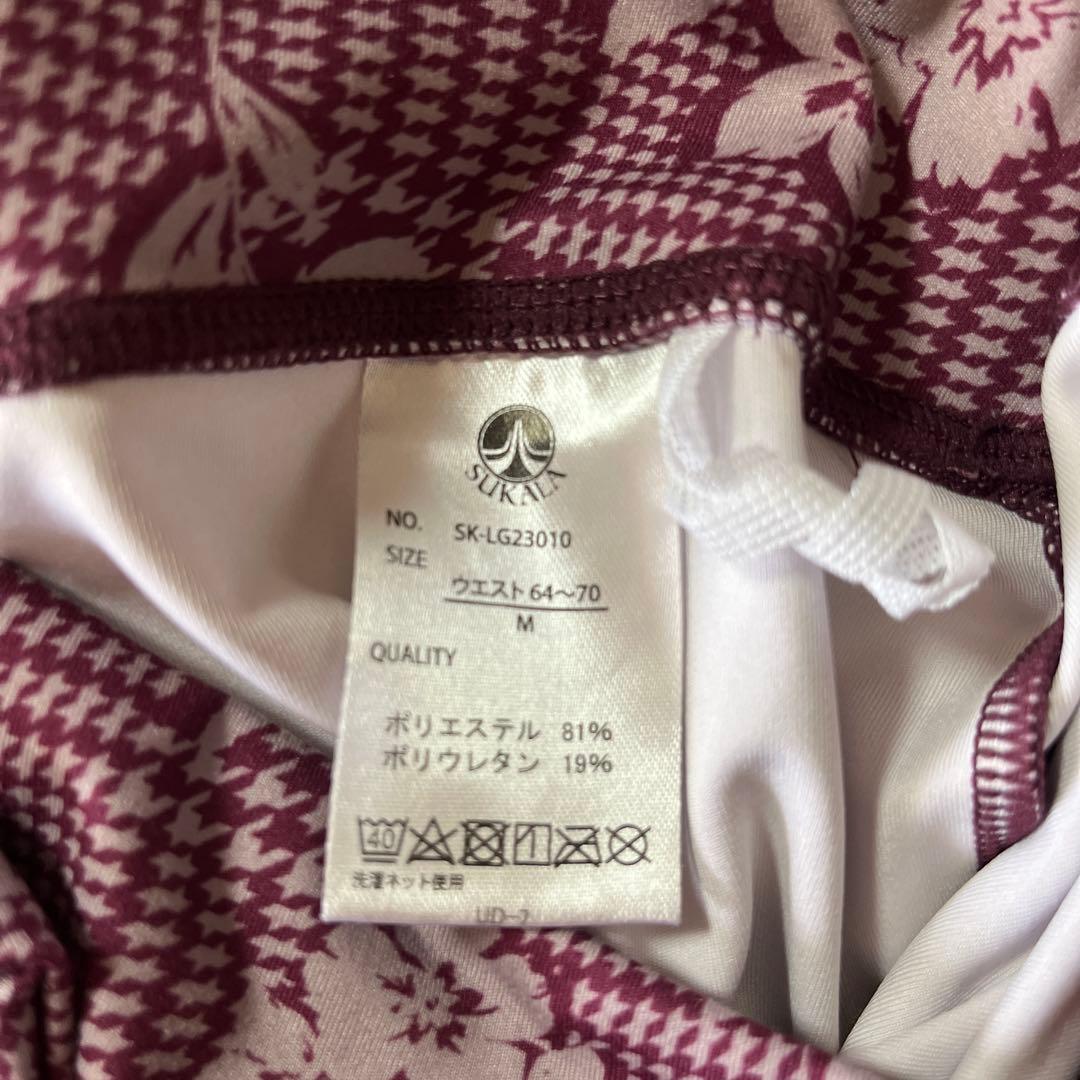 SUKALA
NO. SK-LG23010
SIZE
ウエスト64〜70
M
QUALITY
ポリエステル 81%
ポリウレタン 19%
40
洗濯ネット使用